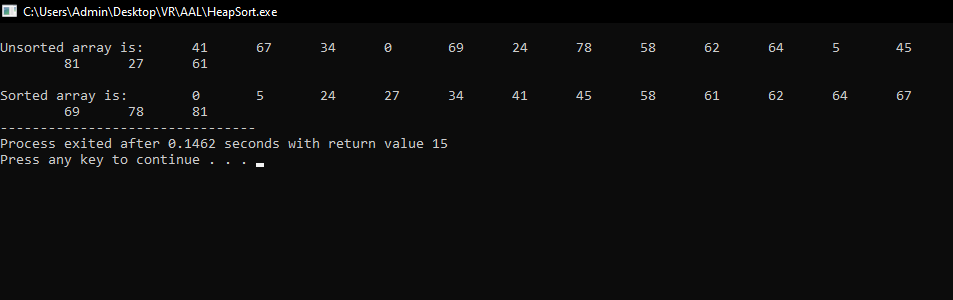 C:\Users\Admin\Desktop\VR\AAL\HeapSort.exe
Unsorted array is: 41 67 34 0 69 24 78 58 62 64 5 45
81 27 61
Sorted array is: 0 5 24 27 34 41 45 58 61 62 64 67
69 78 81
--------------------------------
Process exited after 0.1462 seconds with return value 15
Press any key to continue . . .